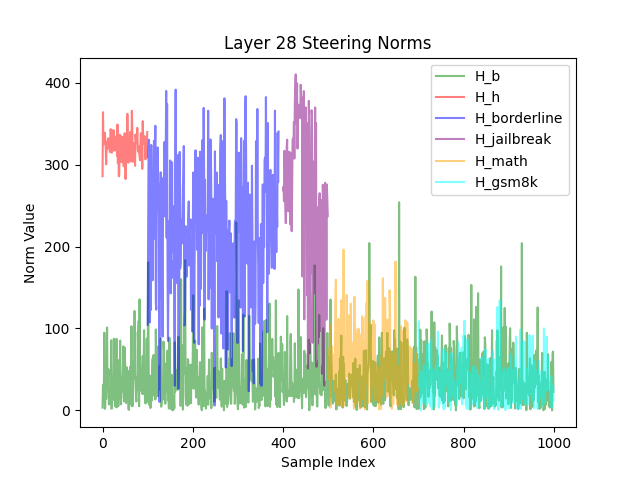 Layer 28 Steering Norms
Norm Value
400
300
200
100
0
H_b
H_h
H_borderline
H_jailbreak
H_math
H_gsm8k
0 200 400 600 800 1000
Sample Index